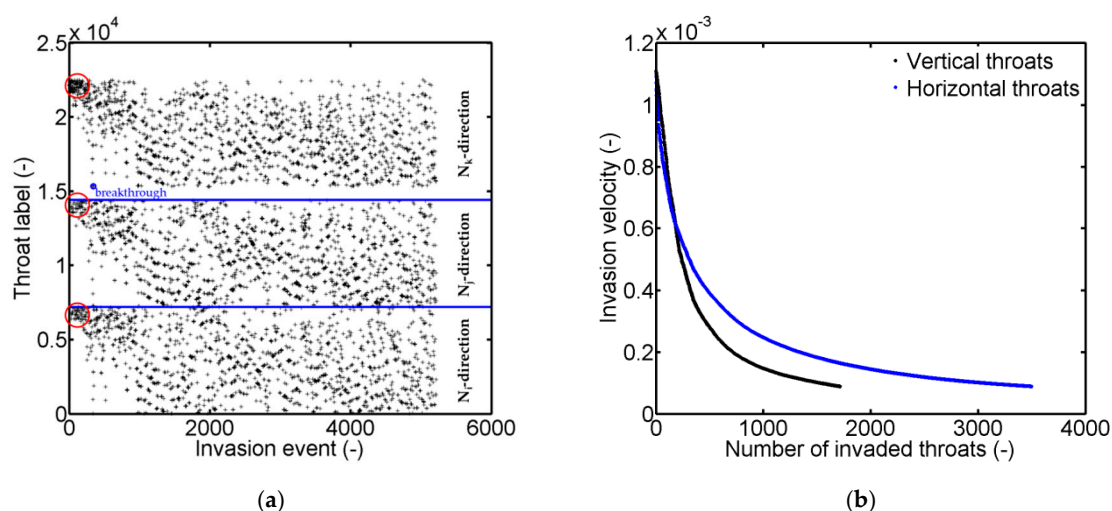 × 10⁴
2.5
2
1.5
1
0.5
0
0
2000
4000
6000
Throat label (-)
Invasion event (-)
breakthrough
Nₖ-direction
Nⱼ-direction
Nᵢ-direction
(a)
× 10⁻³
1.2
1
0.8
0.6
0.4
0.2
0
0
1000
2000
3000
4000
Invasion velocity (-)
Number of invaded throats (-)
Vertical throats
Horizontal throats
(b)